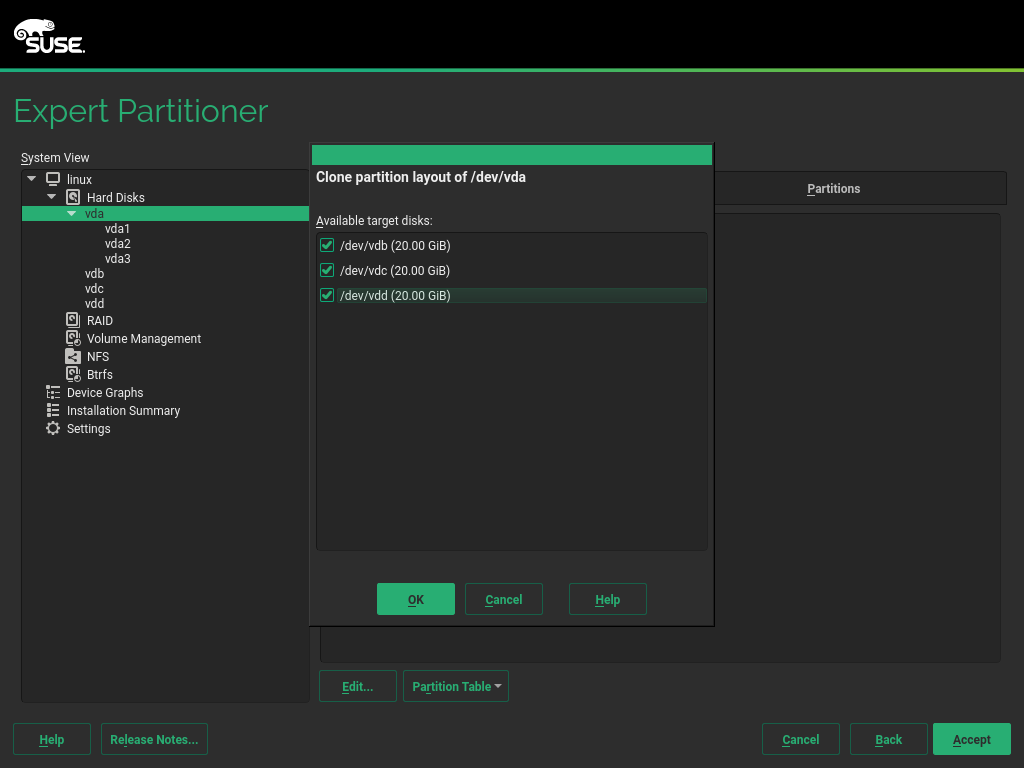 SUSE.
Expert Partitioner
System View
linux
Hard Disks
vda
vda1
vda2
vda3
vdb
vdc
vdd
RAID
Volume Management
NFS
Btrfs
Device Graphs
Installation Summary
Settings
Clone partition layout of /dev/vda
Available target disks:
/dev/vdb (20.00 GiB)
/dev/vdc (20.00 GiB)
/dev/vdd (20.00 GiB)
OK Cancel Help
Partitions
Edit... Partition Table
Help Release Notes... Cancel Back Accept